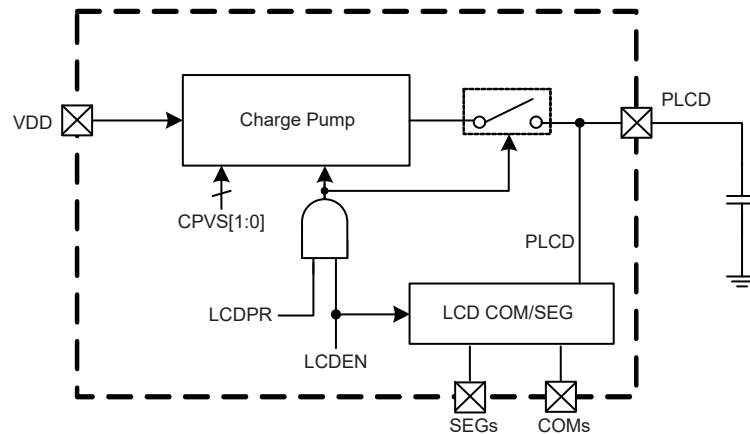 PLCD
VDD
Charge Pump
CPVS[1:0]
PLCD
LCDPR
LCD COM/SEG
LCDEN
SEGs
COMs